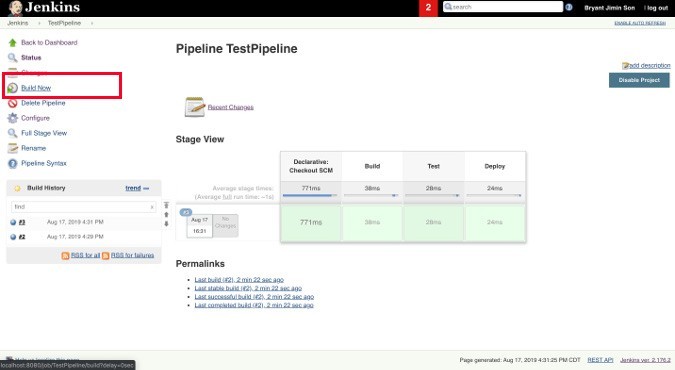 Jenkins
2
search
Bryant Jimin Son
| log out
Jenkins
TestPipeline
ENABLE AUTO REFRESH
Back to Dashboard
Status
Changes
Build Now
Delete Pipeline
Configure
Full Stage View
Rename
Pipeline Syntax
Build History
trend
find
x
#3 Aug 17, 2019 4:31 PM
#2 Aug 17, 2019 4:29 PM
RSS for all RSS for failures
Pipeline TestPipeline
add description
Disable Project
Recent Changes
Stage View
Declarative:
Checkout SCM
Build
Test
Deploy
Average stage times:
(Average full run time: ~1s)
771ms
38ms
28ms
24ms
Aug 17
16:31
No
Changes
771ms
38ms
28ms
24ms
Permalinks
Last build (#2), 2 min 22 sec ago
Last stable build (#2), 2 min 22 sec ago
Last successful build (#2), 2 min 22 sec ago
Last completed build (#2), 2 min 22 sec ago
localhost:8080/job/TestPipeline/build?delay=0sec
Page generated: Aug 17, 2019 4:31:25 PM CDT
REST API
Jenkins ver. 2.176.2